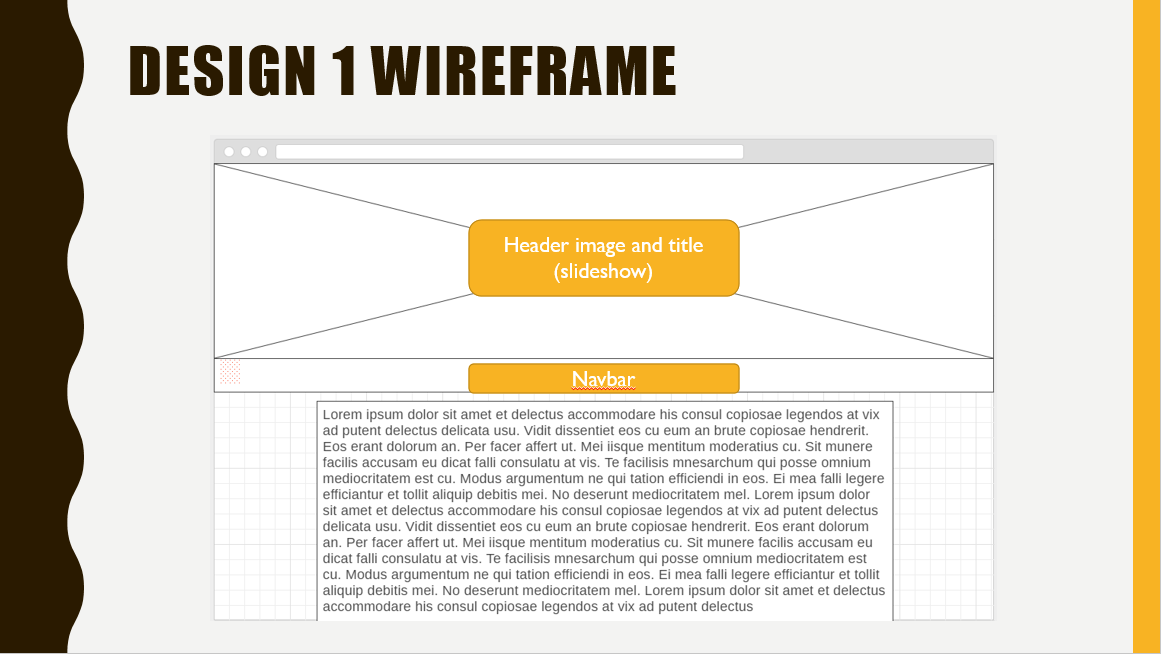 DESIGN 1 WIREFRAME
Header image and title
(slideshow)
Navbar
Lorem ipsum dolor sit amet et delectus accommodare his consul copiosae legendos at vix
ad putent delectus delicata usu. Vidit dissentiet eos cu eum an brute copiosae hendrerit.
Eos erant dolorum an. Per facer affert ut. Mei iisque mentitum moderatius cu. Sit munere
facilis accusam eu dicat falli consulatu at vis. Te facilisis mnesarchum qui posse omnium
mediocritatem est cu. Modus argumentum ne qui tation efficiendi in eos. Ei mea falli legere
efficiantur et tollit aliquip debitis mei. No deserunt mediocritatem mel. Lorem ipsum dolor
sit amet et delectus accommodare his consul copiosae legendos at vix ad putent delectus
delicata usu. Vidit dissentiet eos cu eum an brute copiosae hendrerit. Eos erant dolorum
an. Per facer affert ut. Mei iisque mentitum moderatius cu. Sit munere facilis accusam eu
dicat falli consulatu at vis. Te facilisis mnesarchum qui posse omnium mediocritatem est
cu. Modus argumentum ne qui tation efficiendi in eos. Ei mea falli legere efficiantur et tollit
aliquip debitis mei. No deserunt mediocritatem mel. Lorem ipsum dolor sit amet et delectus
accommodare his consul copiosae legendos at vix ad putent delectus